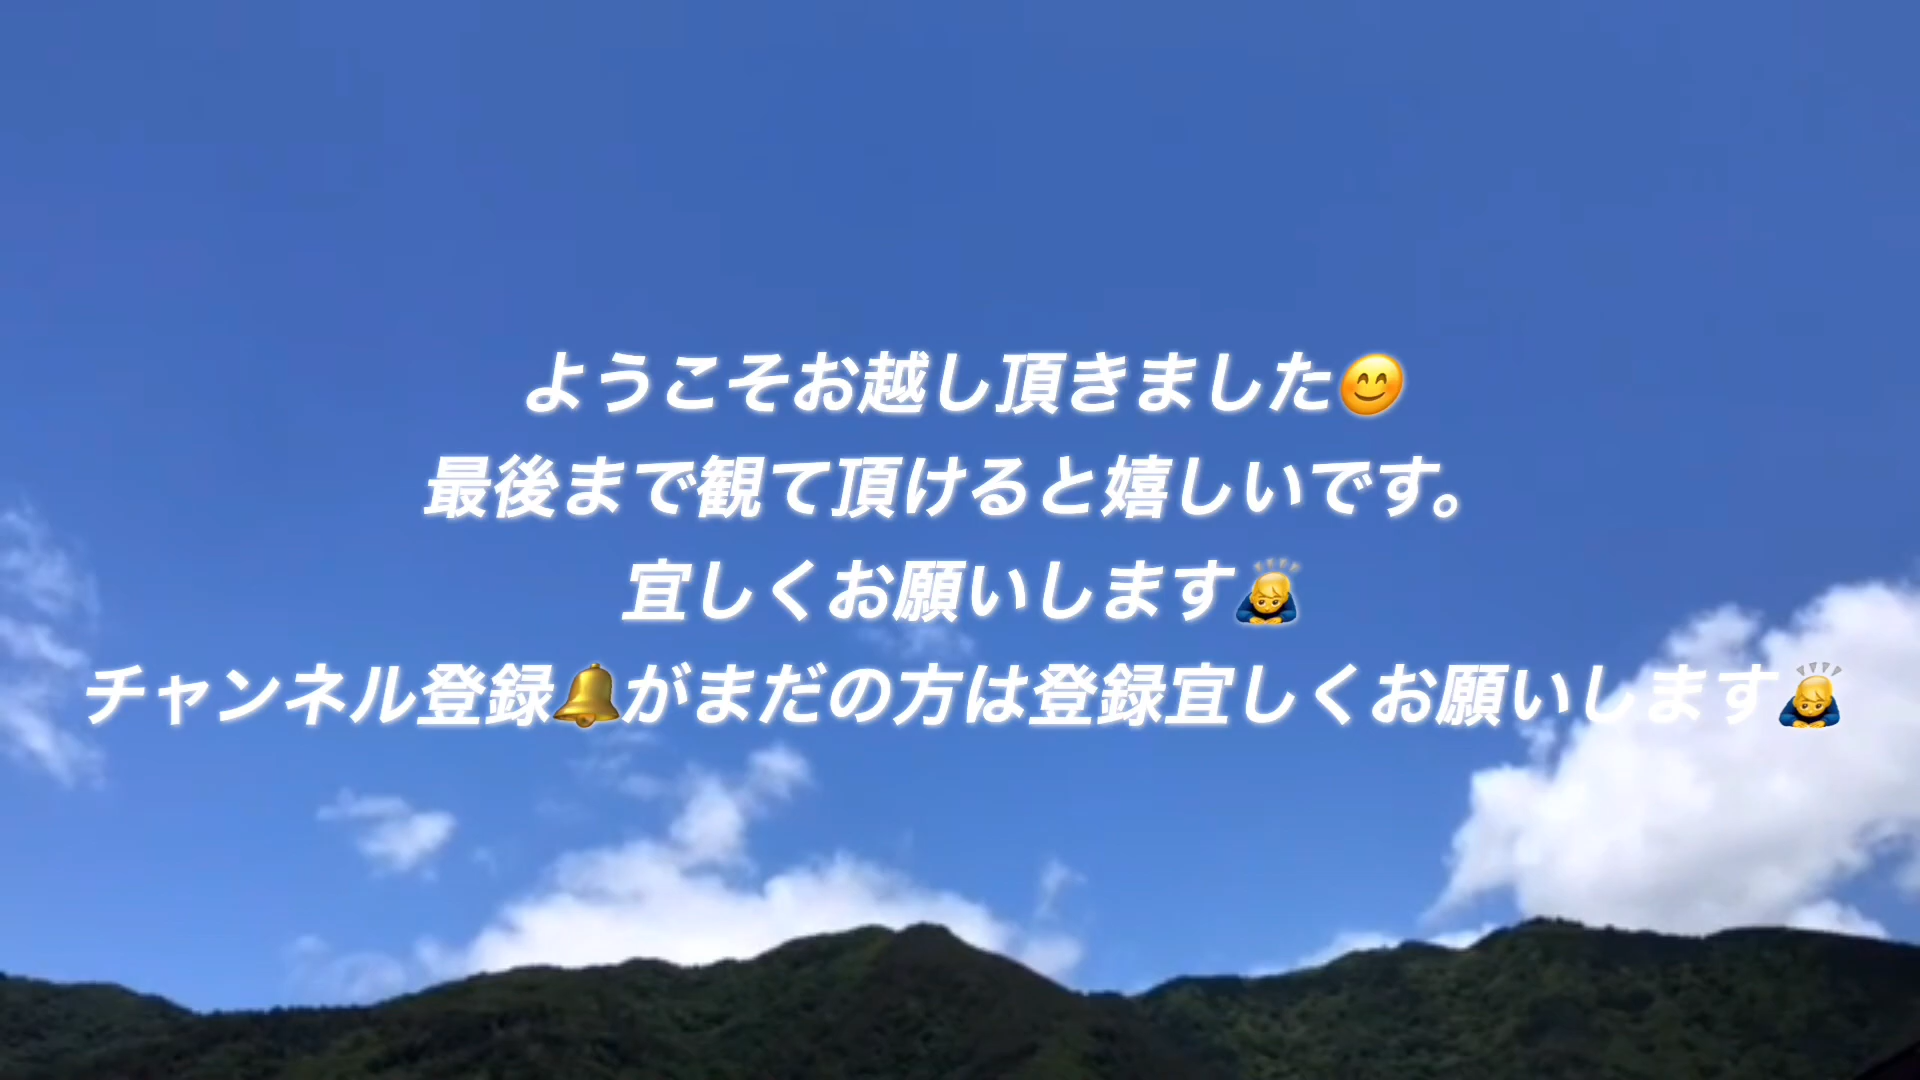 ようこそお越し頂きました😊
最後まで観て頂けると嬉しいです。
宜しくお願いします🙇
チャンネル登録🔔がまだの方は登録宜しくお願いします🙇